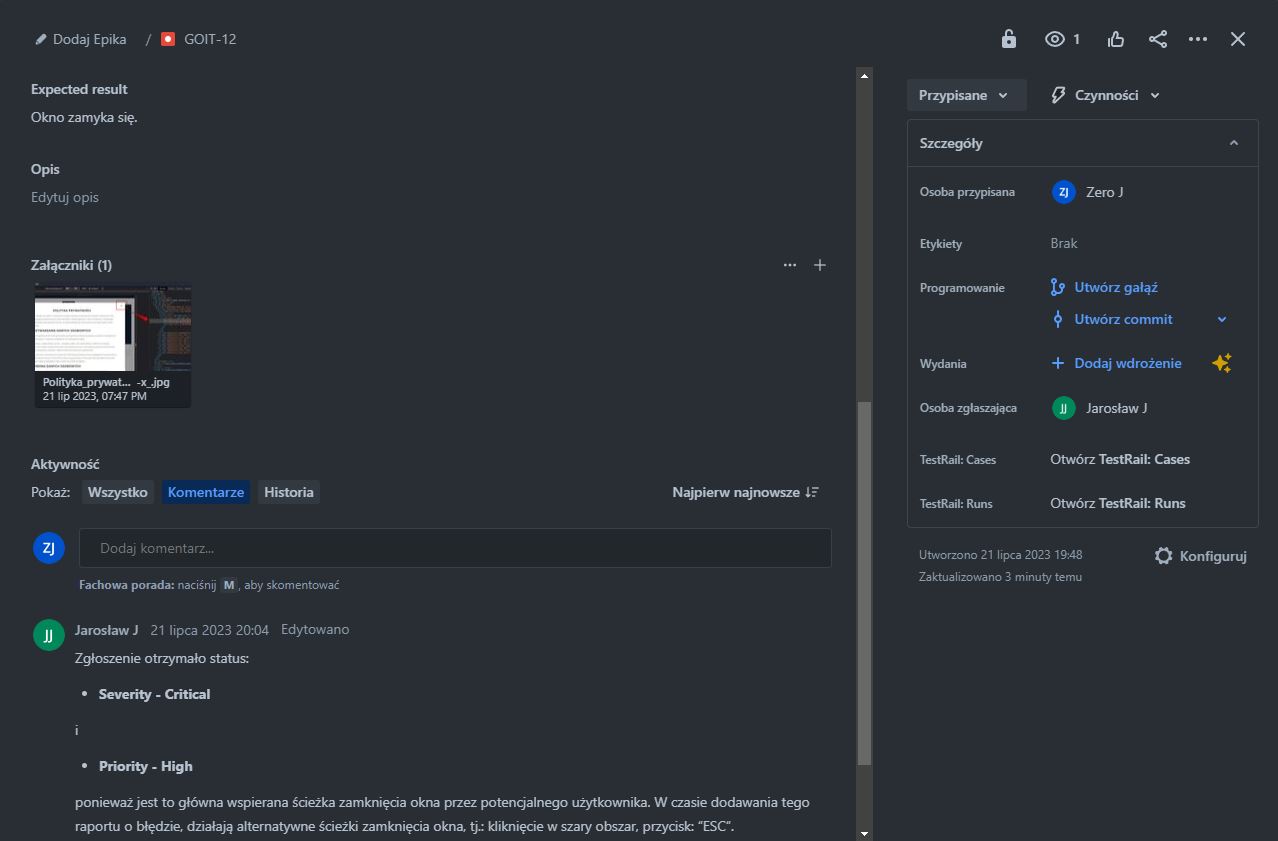 Dodaj Epika / GOIT-12
1
Expected result
Okno zamyka się.
Opis
Edytuj opis
Załączniki (1)
POLITYKA PRYWATNOŚCI
Polityka_prywat... -x_.jpg
21 lip 2023, 07:47 PM
Aktywność
Pokaż: Wszystko Komentarze Historia
Najpierw najnowsze
ZJ
Dodaj komentarz...
Fachowa porada: naciśnij M, aby skomentować
JJ
Jarosław J 21 lipca 2023 20:04 Edytowano
Zgłoszenie otrzymało status:
• Severity - Critical
i
• Priority - High
ponieważ jest to główna wspierana ścieżka zamknięcia okna przez potencjalnego użytkownika. W czasie dodawania tego
raportu o błędzie, działają alternatywne ścieżki zamknięcia okna, tj.: kliknięcie w szary obszar, przycisk: “ESC”.
Przypisane
Czynności
Szczegóły
Osoba przypisana ZJ Zero J
Etykiety Brak
Programowanie Utwórz gałąź
Utwórz commit
Wydania Dodaj wdrożenie
Osoba zgłaszająca JJ Jarosław J
TestRail: Cases Otwórz TestRail: Cases
TestRail: Runs Otwórz TestRail: Runs
Utworzono 21 lipca 2023 19:48
Zaktualizowano 3 minuty temu
Konfiguruj